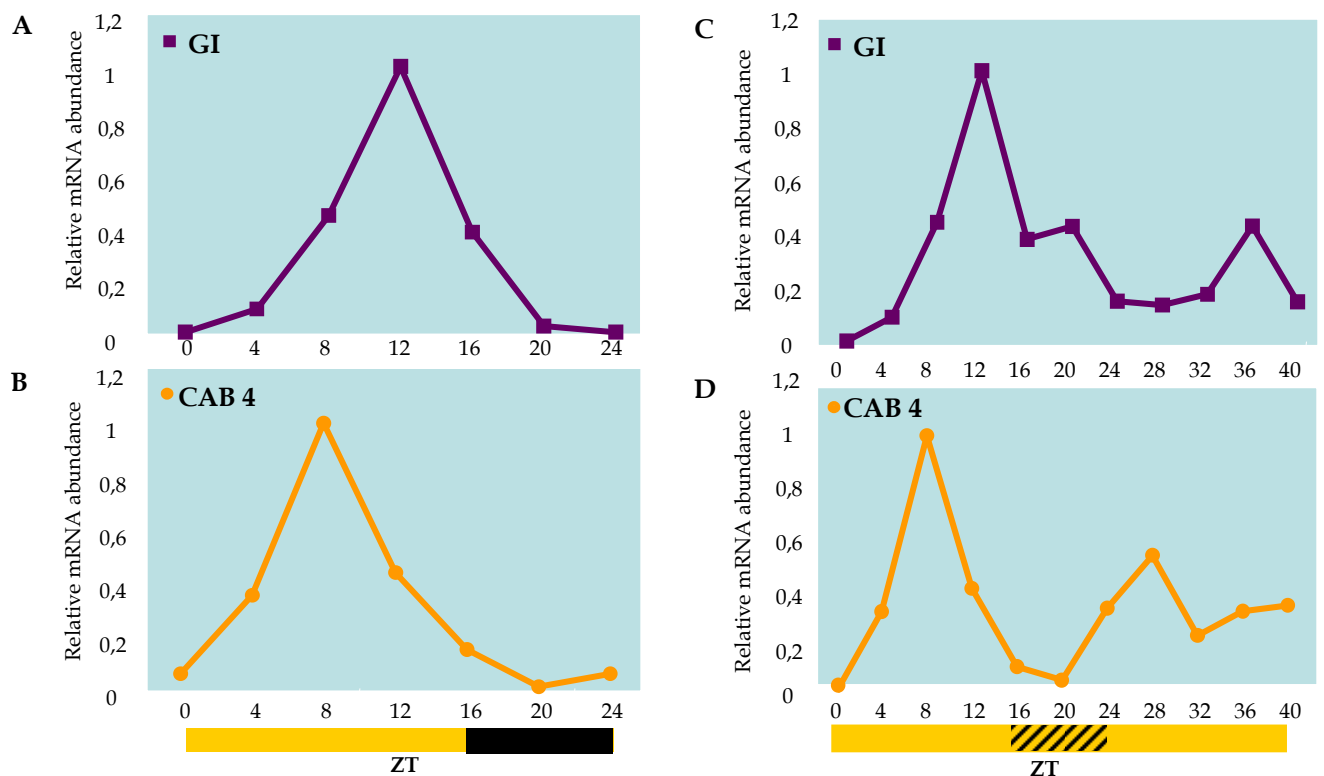 A
GI
Relative mRNA abundance
1,2
1
0,8
0,6
0,4
0,2
0
0 4 8 12 16 20 24
B
CAB 4
Relative mRNA abundance
1,2
1
0,8
0,6
0,4
0,2
0
0 4 8 12 16 20 24
ZT
C
GI
Relative mRNA abundance
1,2
1
0,8
0,6
0,4
0,2
0
0 4 8 12 16 20 24 28 32 36 40
D
CAB 4
Relative mRNA abundance
1,2
1
0,8
0,6
0,4
0,2
0
0 4 8 12 16 20 24 28 32 36 40
ZT